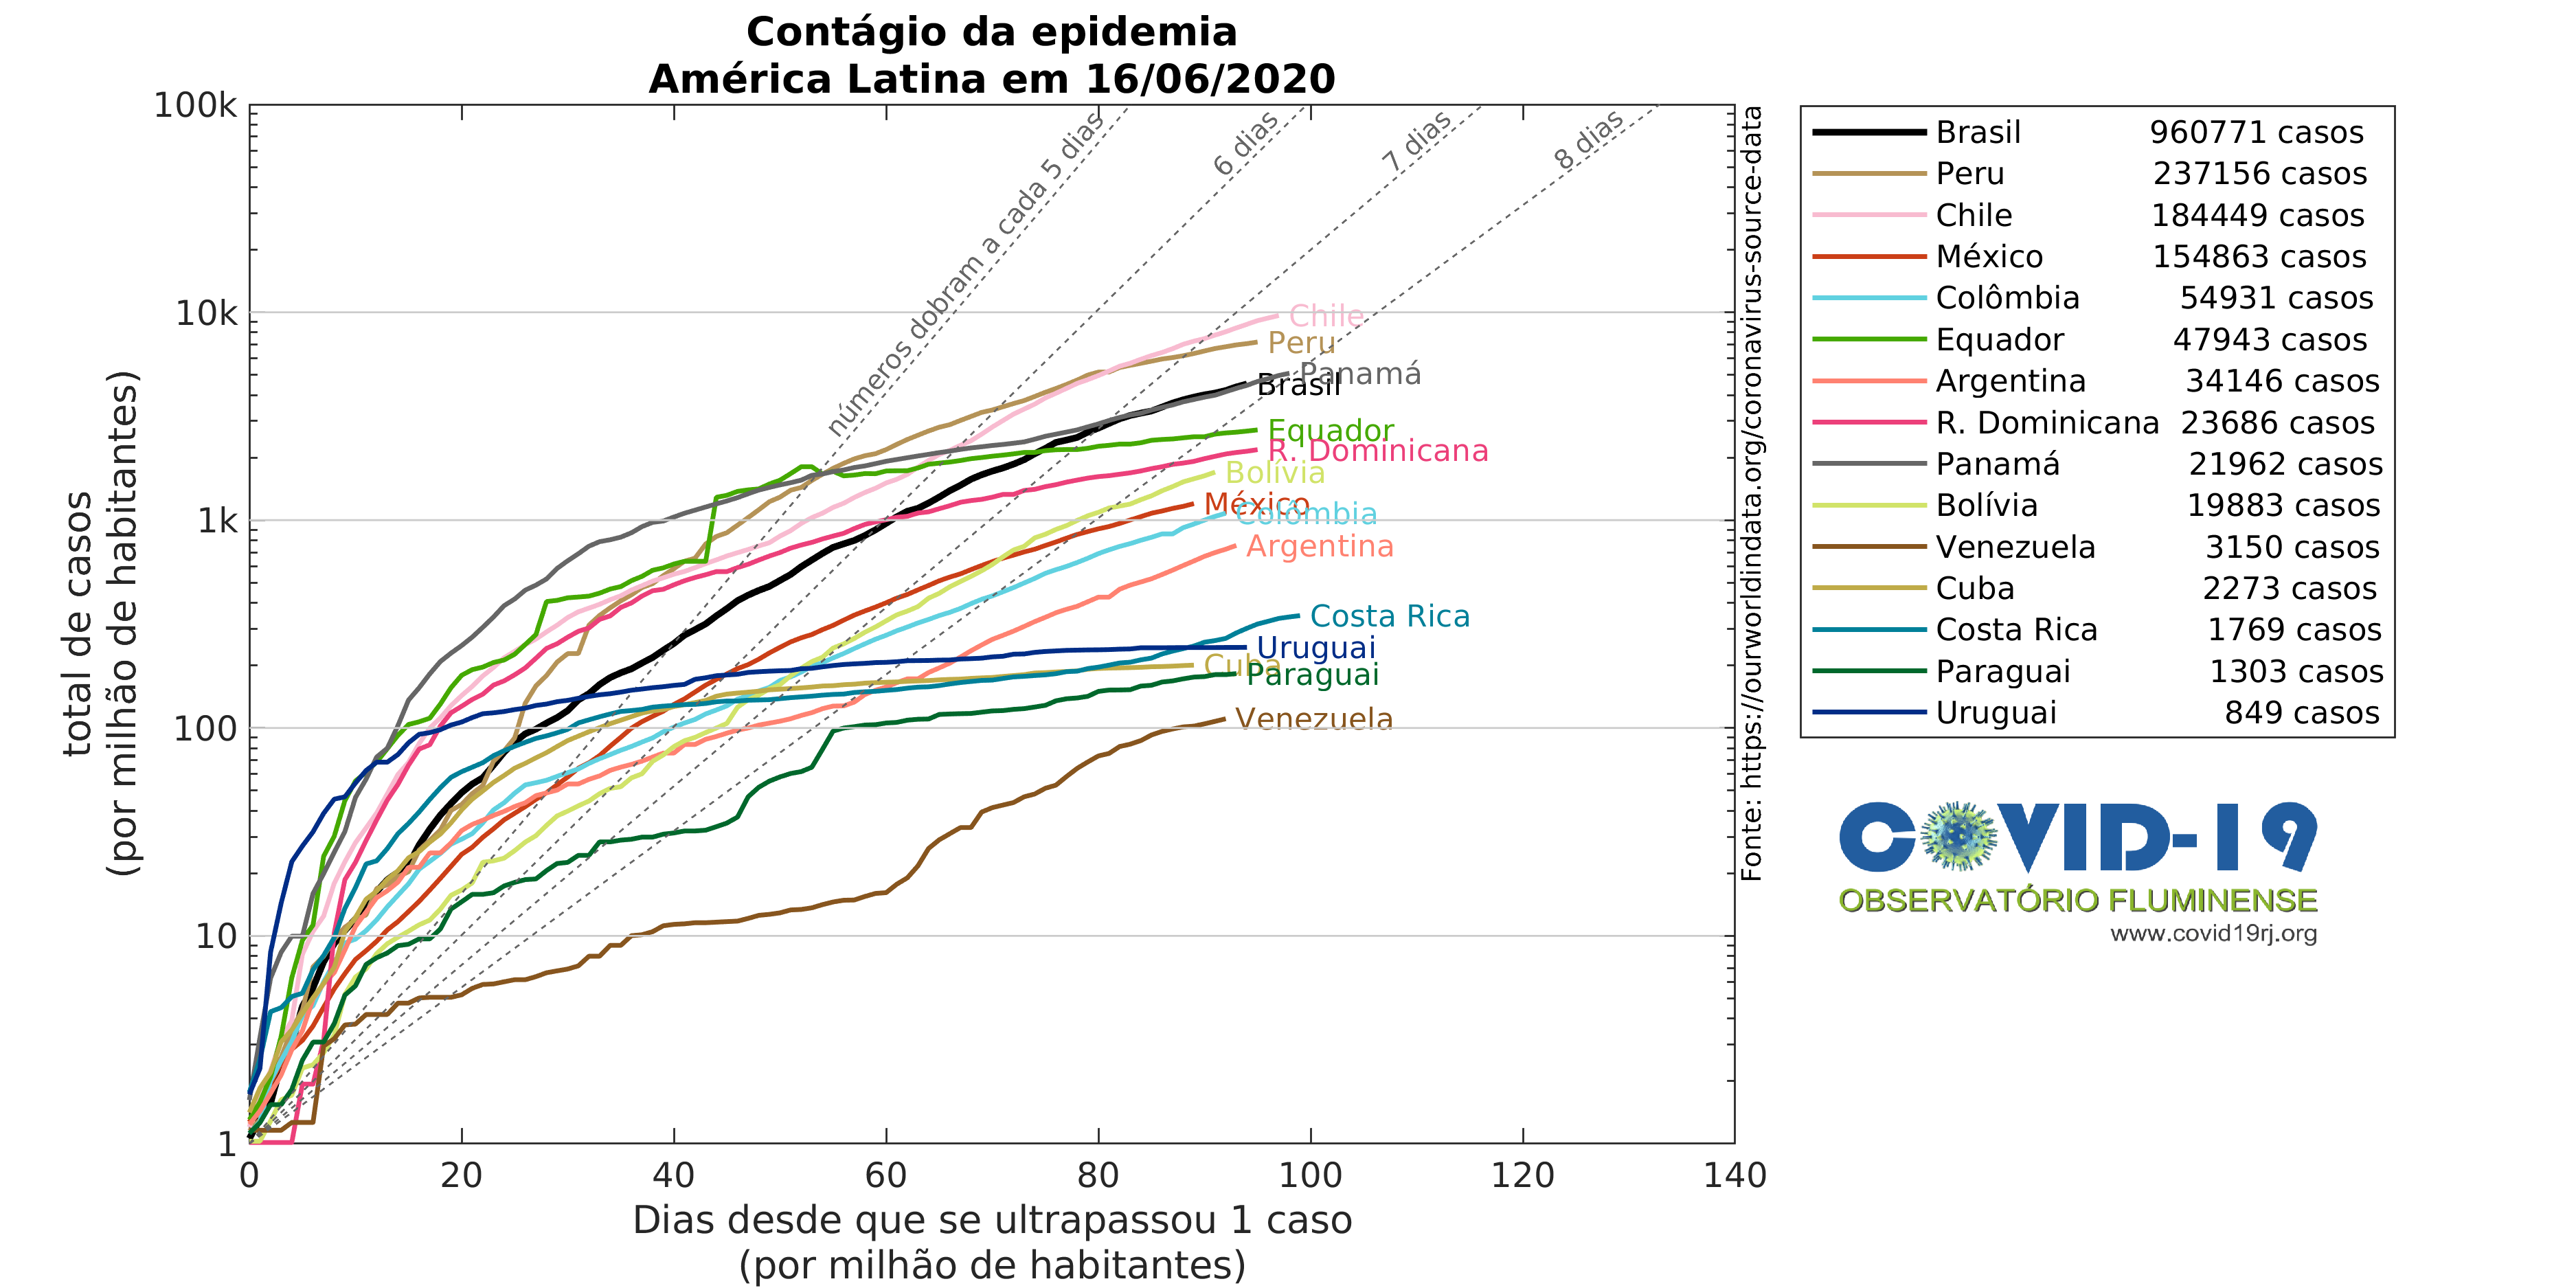 Contágio da epidemia
América Latina em 16/06/2020
total de casos
(por milhão de habitantes)
100k
10k
1k
100
10
1
0 20 40 60 80 100 120 140
Dias desde que se ultrapassou 1 caso
(por milhão de habitantes)
números dobram a cada 5 dias
6 dias
7 dias
8 dias
Chile
Peru
Panamá
Brasil
Equador
R. Dominicana
Bolívia
México
Colômbia
Argentina
Costa Rica
Uruguai
Cuba
Paraguai
Venezuela
Fonte: https://ourworldindata.org/coronavirus-source-data
Brasil 960771 casos
Peru 237156 casos
Chile 184449 casos
México 154863 casos
Colômbia 54931 casos
Equador 47943 casos
Argentina 34146 casos
R. Dominicana 23686 casos
Panamá 21962 casos
Bolívia 19883 casos
Venezuela 3150 casos
Cuba 2273 casos
Costa Rica 1769 casos
Paraguai 1303 casos
Uruguai 849 casos
COVID-19
OBSERVATÓRIO FLUMINENSE
www.covid19rj.org